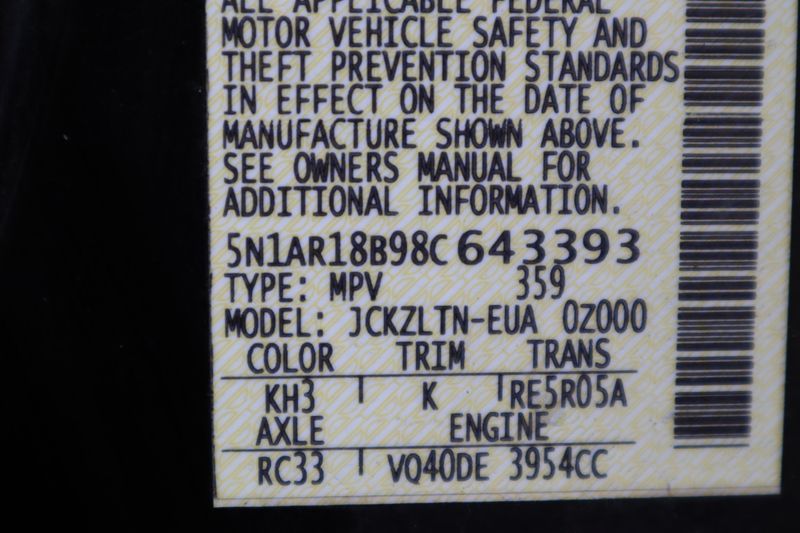 ALL APPLICABLE FEDERAL
MOTOR VEHICLE SAFETY AND
THEFT PREVENTION STANDARDS
IN EFFECT ON THE DATE OF
MANUFACTURE SHOWN ABOVE.
SEE OWNERS MANUAL FOR
ADDITIONAL INFORMATION.
5N1AR18B98C643393
TYPE: MPV 359
MODEL: JCKZLTN-EUA 0Z000
COLOR TRIM TRANS
KH3 K RE5R05A
AXLE ENGINE
RC33 VQ40DE 3954CC